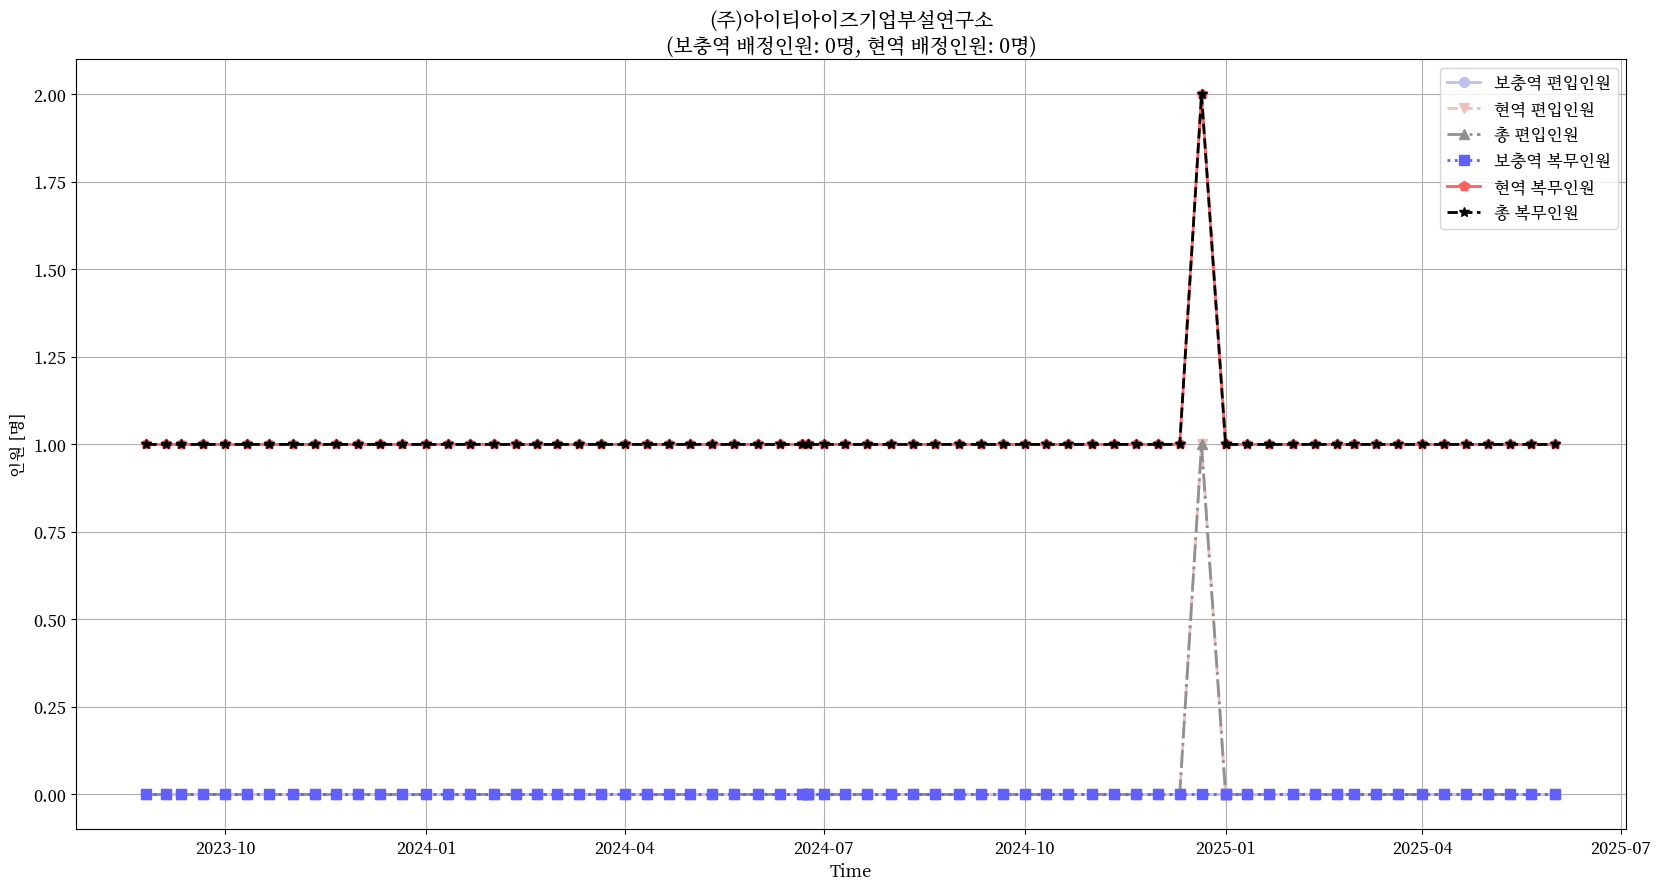 (주)아이티아이즈기업부설연구소
(보충역 배정인원: 0명, 현역 배정인원: 0명)
보충역 편입인원
현역 편입인원
총 편입인원
보충역 복무인원
현역 복무인원
총 복무인원
인원 [명]
2.00
1.75
1.50
1.25
1.00
0.75
0.50
0.25
0.00
2023-10
2024-01
2024-04
2024-07
2024-10
2025-01
2025-04
2025-07
Time